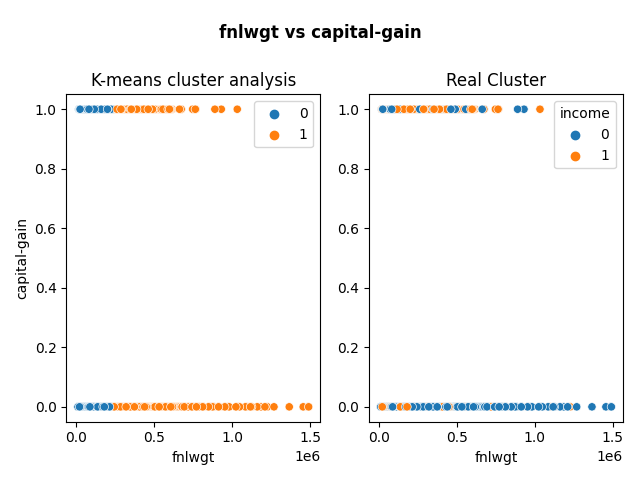 fnlwgt vs capital-gain
K-means cluster analysis
1.0
0.8
0.6
0.4
0.2
0.0
capital-gain
0
1
0.0
0.5
1.0
1.5
1e6
fnlwgt
Real Cluster
1.0
0.8
0.6
0.4
0.2
0.0
income
0
1
0.0
0.5
1.0
1.5
1e6
fnlwgt